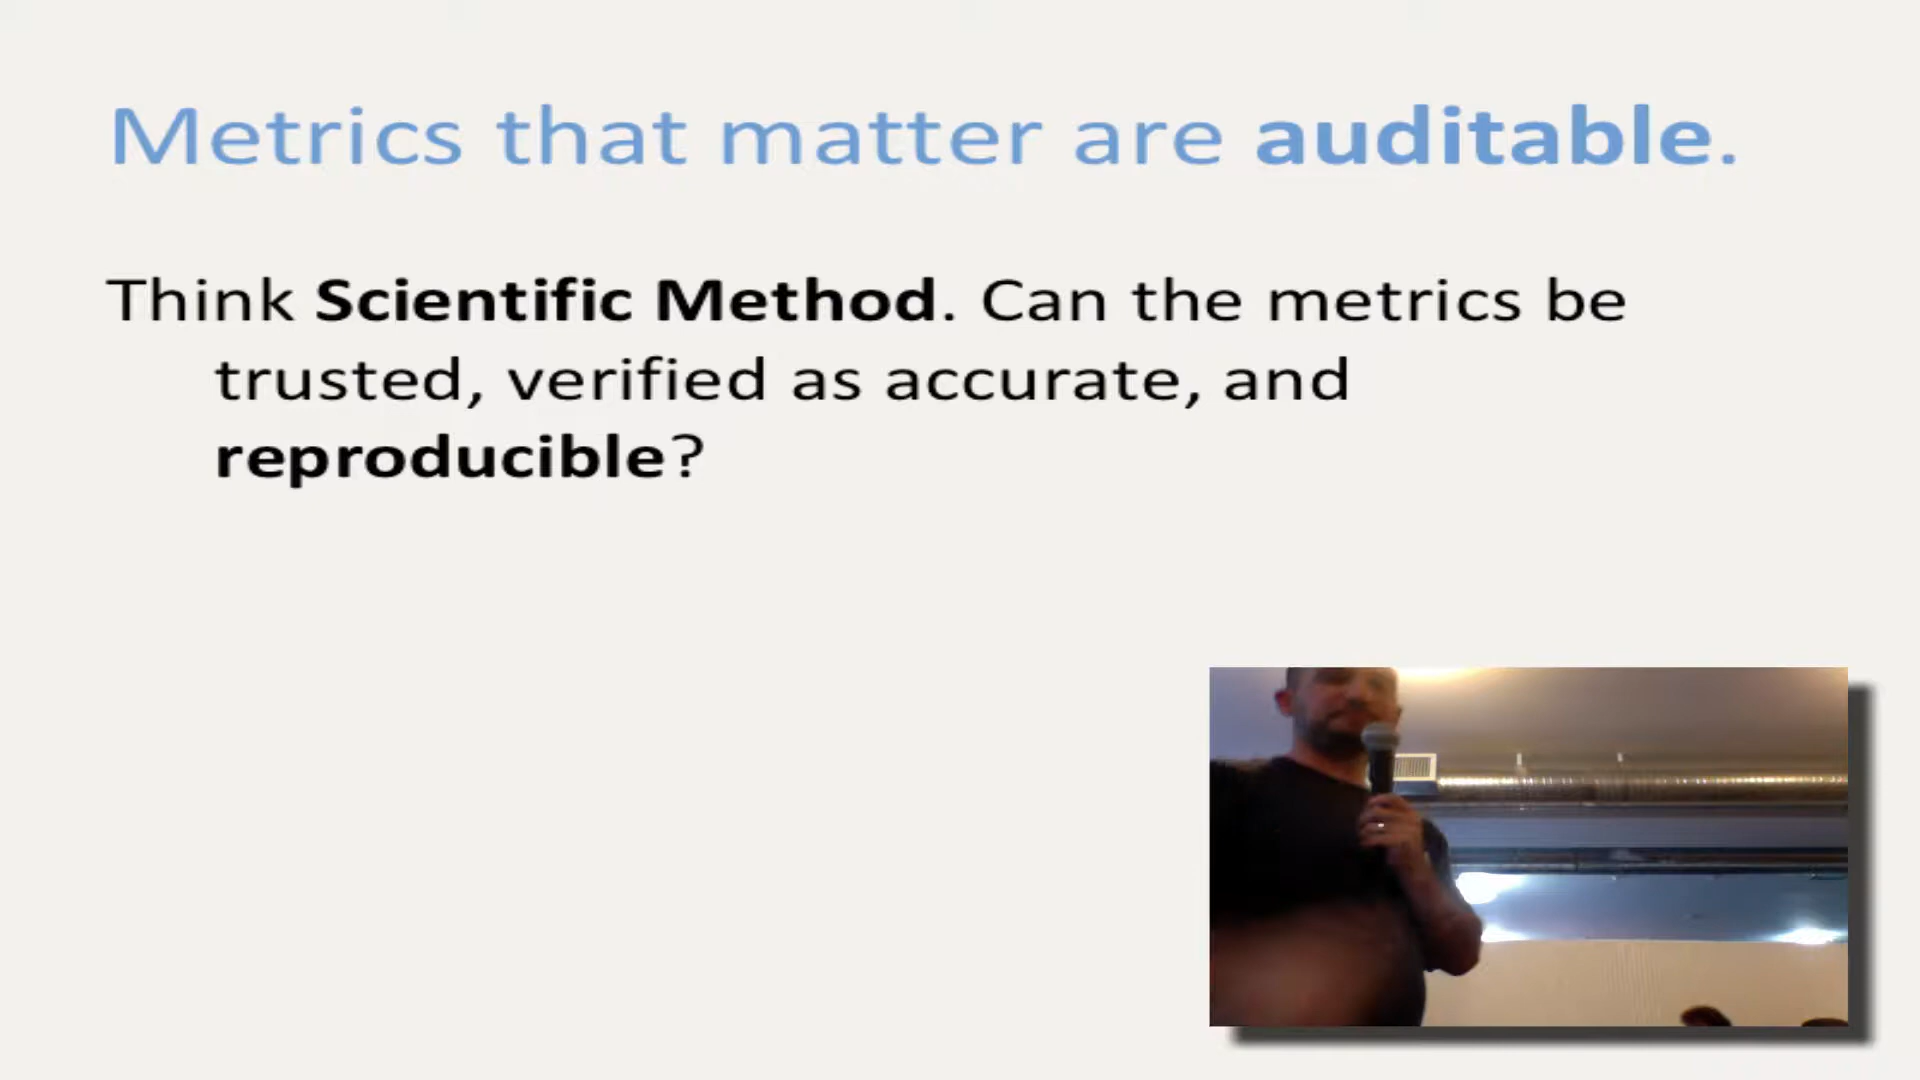 Metrics that matter are auditable.
Think Scientific Method. Can the metrics be
trusted, verified as accurate, and
reproducible?